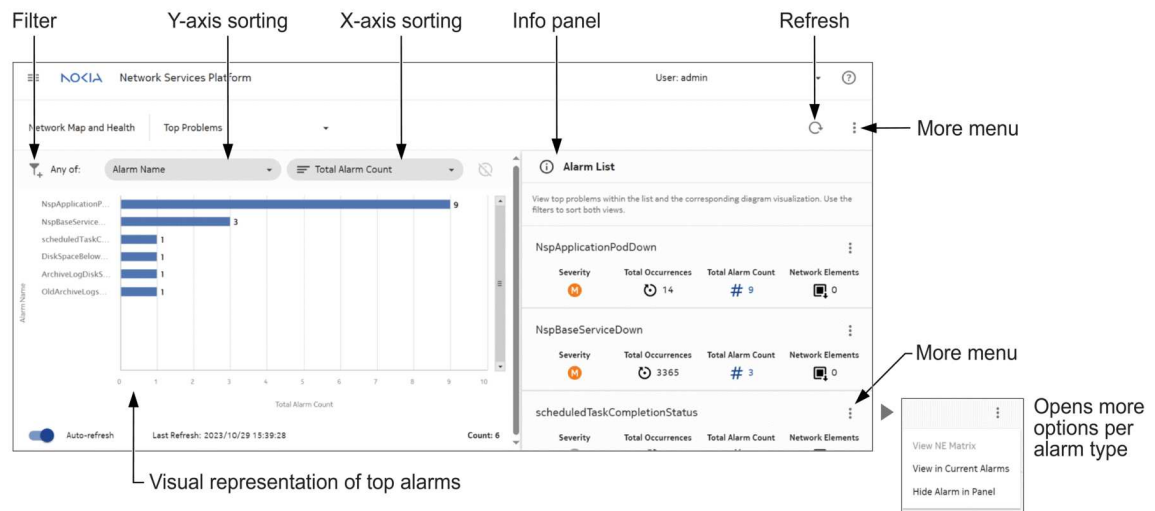 Filter
Y-axis sorting
X-axis sorting
Info panel
Refresh
NOKIA Network Services Platform
User: admin
Network Map and Health
Top Problems
More menu
Any of:
Alarm Name
Total Alarm Count
Alarm List
View top problems within the list and the corresponding diagram visualization. Use the
filters to sort both views.
NspApplicationP... 9
NspBaseService... 3
scheduledTaskC... 1
DiskSpaceBelow... 1
ArchiveLogDiskS... 1
OldArchiveLogs... 1
Alarm Name
0 1 2 3 4 5 6 7 8 9 10
Total Alarm Count
Auto-refresh
Last Refresh: 2023/10/29 15:39:28
Count: 6
NspApplicationPodDown
Severity Total Occurrences Total Alarm Count Network Elements
M 14 # 9 0
NspBaseServiceDown
Severity Total Occurrences Total Alarm Count Network Elements
M 3365 # 3 0
More menu
scheduledTaskCompletionStatus
Severity Total Occurrences Total Alarm Count Network Elements
View NE Matrix
View in Current Alarms
Hide Alarm in Panel
Opens more
options per
alarm type
Visual representation of top alarms